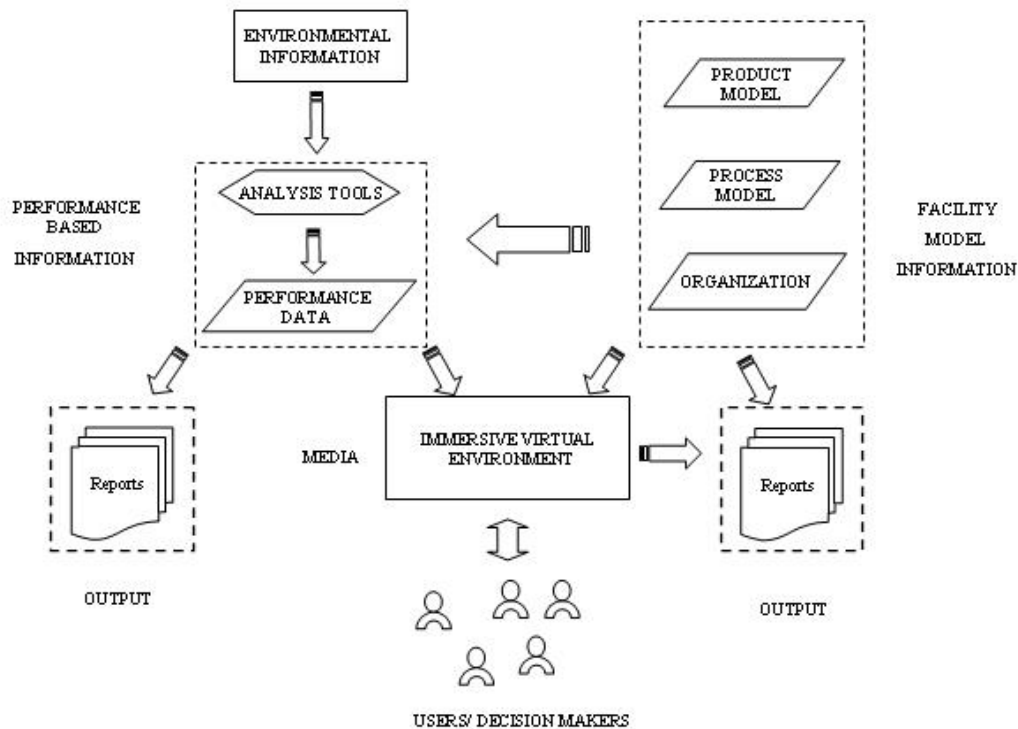 ENVIRONMENTAL
INFORMATION
PRODUCT
MODEL
ANALYSIS TOOLS
PROCESS
MODEL
PERFORMANCE
BASED
INFORMATION
FACILITY
MODEL
INFORMATION
ORGANIZATION
PERFORMANCE
DATA
IMMERSIVE VIRTUAL
ENVIRONMENT
MEDIA
Reports
Reports
OUTPUT
OUTPUT
USERS/ DECISION MAKERS